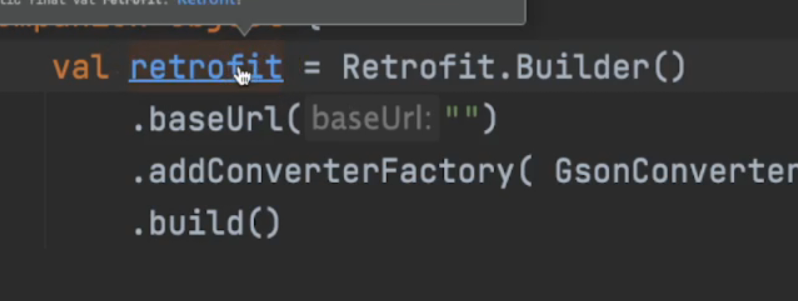 val retrofit = Retrofit.Builder()
.baseUrl( baseUrl: "")
.addConverterFactory( GsonConverter
.build()